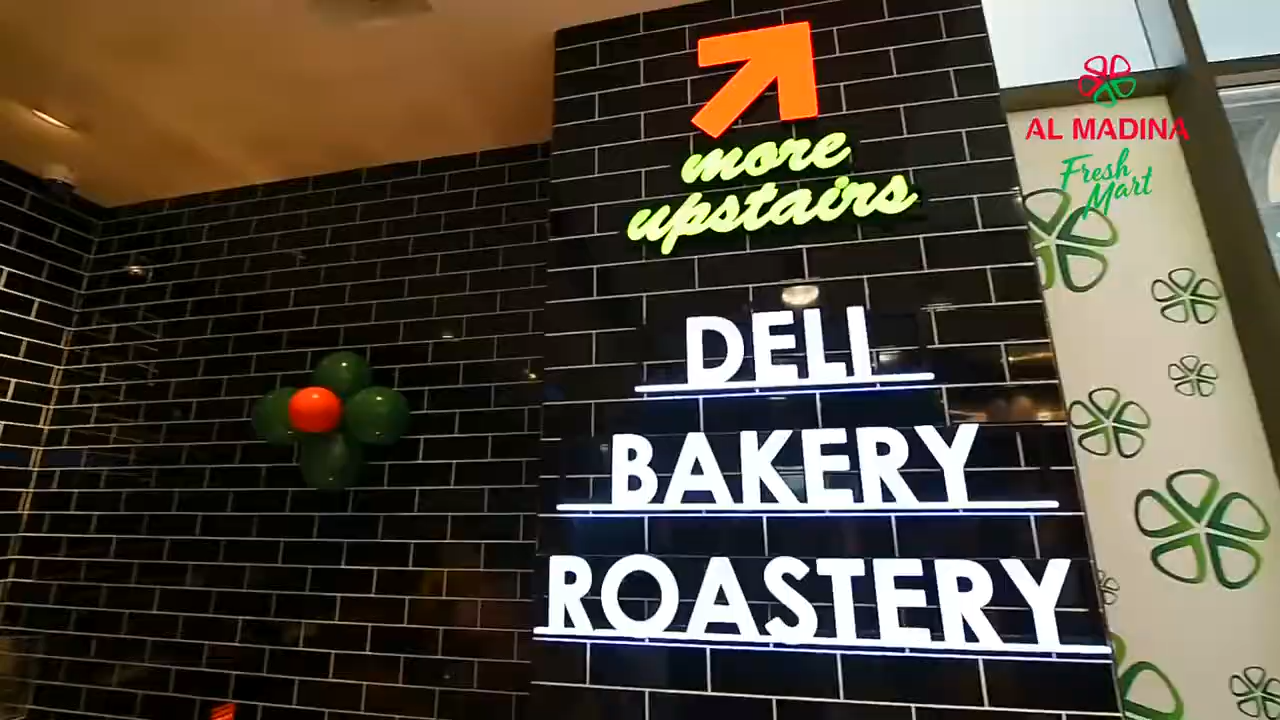 more
upstairs
DELI
BAKERY
ROASTERY
AL MADINA
Fresh
Mart